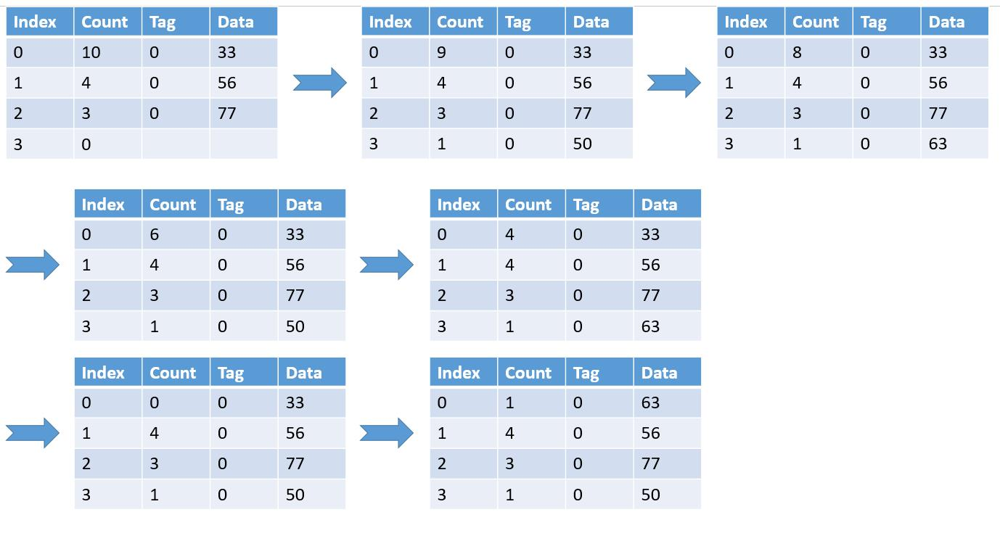 Index Count Tag Data Index Count Tag Data Index Count Tag Data
0 10 0 33 0 9 0 33 0 8 0 33
1 4 0 56 1 4 0 56 1 4 0 56
2 3 0 77 2 3 0 77 2 3 0 77
3 0 3 1 0 50 3 1 0 63
Index Count Tag Data Index Count Tag Data
0 6 0 33 0 4 0 33
1 4 0 56 1 4 0 56
2 3 0 77 2 3 0 77
3 1 0 50 3 1 0 63
Index Count Tag Data Index Count Tag Data
0 0 0 33 0 1 0 63
1 4 0 56 1 4 0 56
2 3 0 77 2 3 0 77
3 1 0 50 3 1 0 50